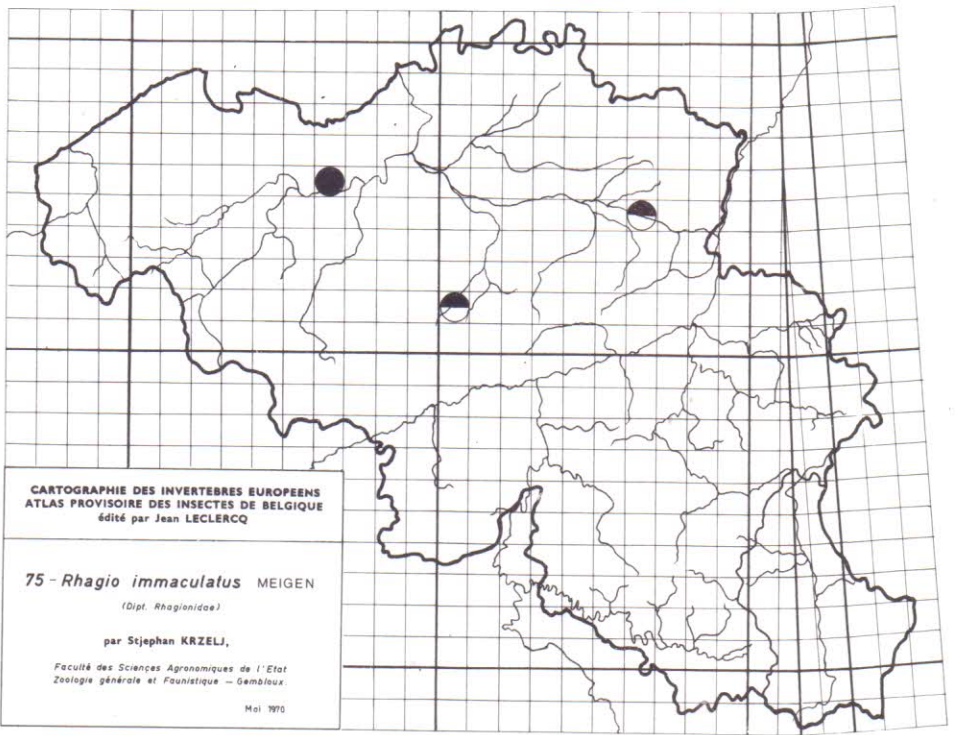 CARTOGRAPHIE DES INVERTEBRES EUROPEENS
ATLAS PROVISOIRE DES INSECTES DE BELGIQUE
édité par Jean LECLERCQ
75 - Rhagio immaculatus MEIGEN
(Dipt. Rhagionidae)
par Stjephan KRZELJ,
Faculté des Sciences Agronomiques de l'Etat
Zoologie générale et Faunistique — Gembloux.
Mai 1970